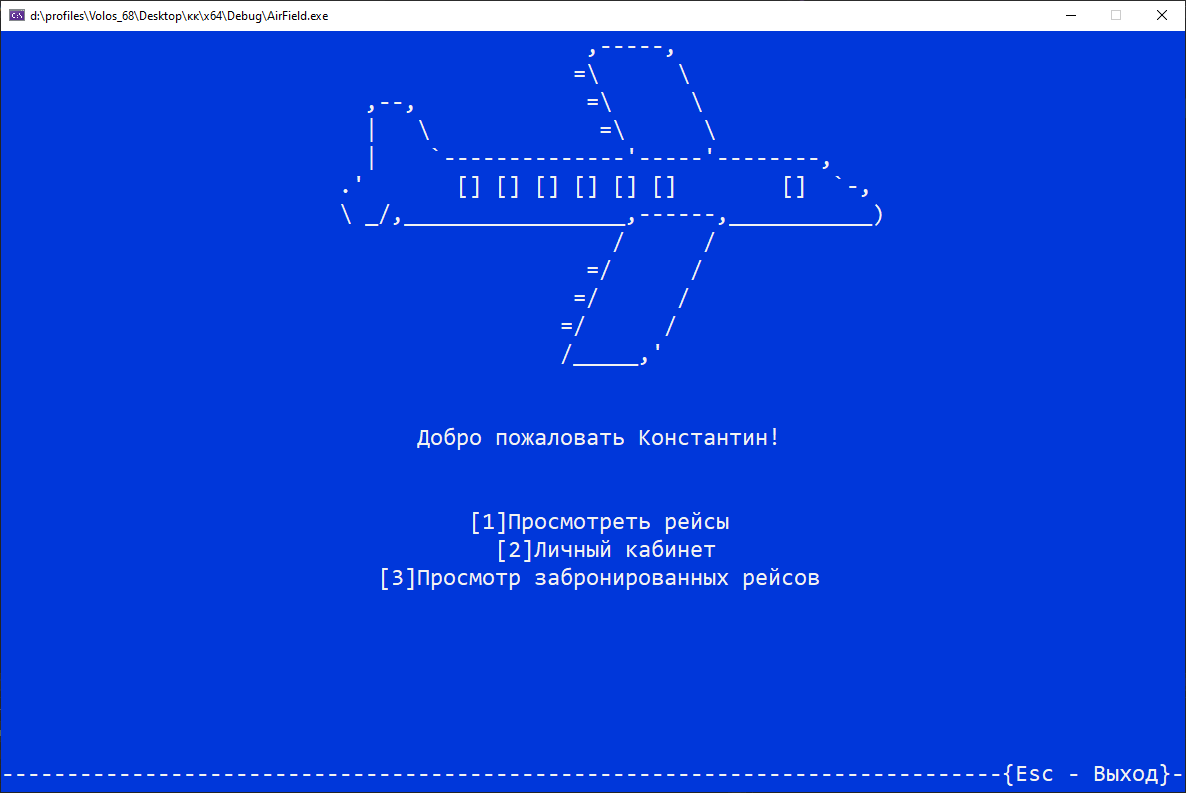 d:\profiles\Volos_68\Desktop\кк\x64\Debug\AirField.exe
Добро пожаловать Константин!
[1]Просмотреть рейсы
[2]Личный кабинет
[3]Просмотр забронированных рейсов
{Esc - Выход}